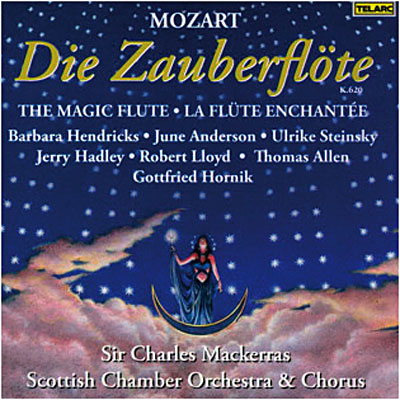 TELARC
MOZART
Die Zauberflöte
K.620
THE MAGIC FLUTE • LA FLÜTE ENCHANTÉE
Barbara Hendricks • June Anderson • Ulrike Steinsky
Jerry Hadley • Robert Lloyd • Thomas Allen
Gottfried Hornik
Sir Charles Mackerras
Scottish Chamber Orchestra & Chorus